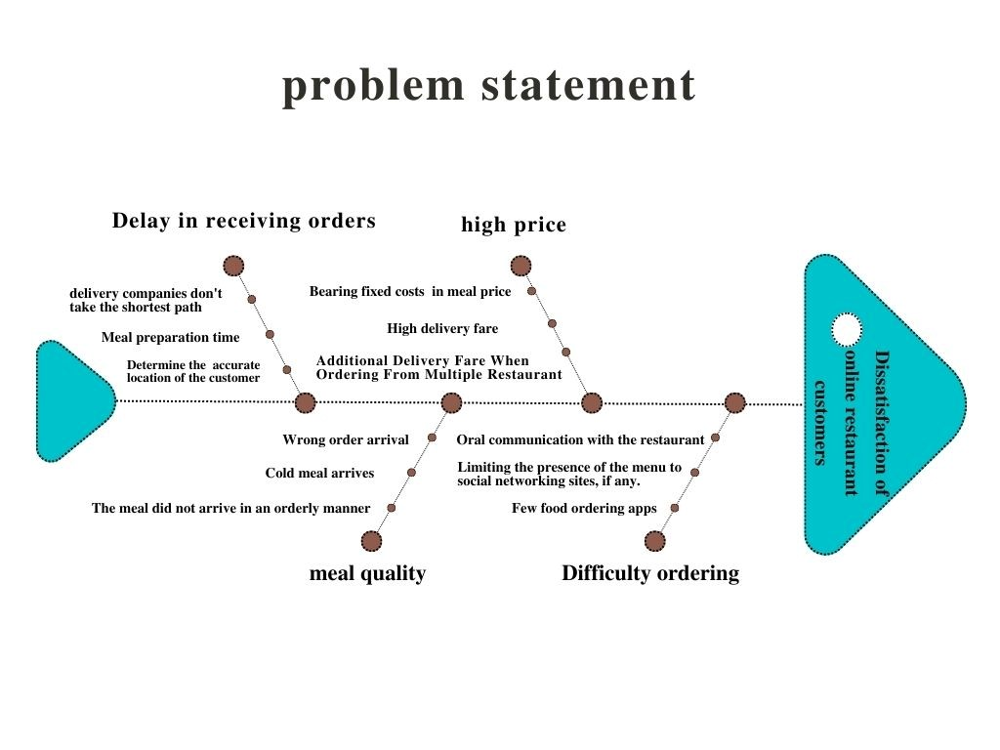 problem statement
Delay in receiving orders
high price
delivery companies don't
take the shortest path
Meal preparation time
Determine the  accurate
location of the customer
Bearing fixed costs  in meal price
High delivery fare
Additional Delivery Fare When
Ordering From Multiple Restaurant
Wrong order arrival
Cold meal arrives
The meal did not arrive in an orderly manner
meal quality
Oral communication with the restaurant
Limiting the presence of the menu to
social networking sites, if any.
Few food ordering apps
Difficulty ordering
Dissatisfaction of
online restaurant
customers